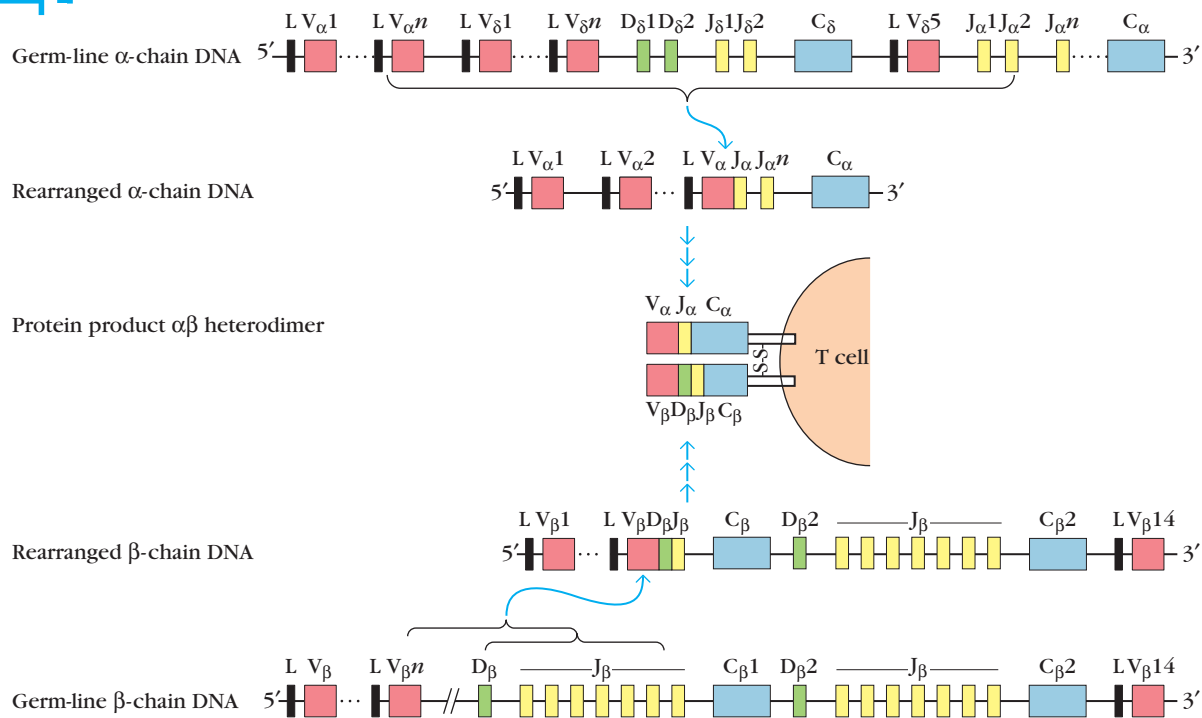 L Vα1 L Vαn L Vδ1 L Vδn Dδ1 Dδ2 Jδ1 Jδ2 Cδ L Vδ5 Jα1 Jα2 Jαn Cα
Germ-line α-chain DNA 5′ ····· ····· ····· 3′
L Vα1 L Vα2 L Vα Jα Jαn Cα
Rearranged α-chain DNA 5′ ··· 3′
Vα Jα Cα
Protein product αβ heterodimer
S-S
T cell
VβDβJβCβ
L Vβ1 L VβDβJβ Cβ Dβ2 Jβ Cβ2 L Vβ14
Rearranged β-chain DNA 5′ ··· 3′
L Vβ L Vβn Dβ Jβ Cβ1 Dβ2 Jβ Cβ2 L Vβ14
Germ-line β-chain DNA 5′ ··· // 3′